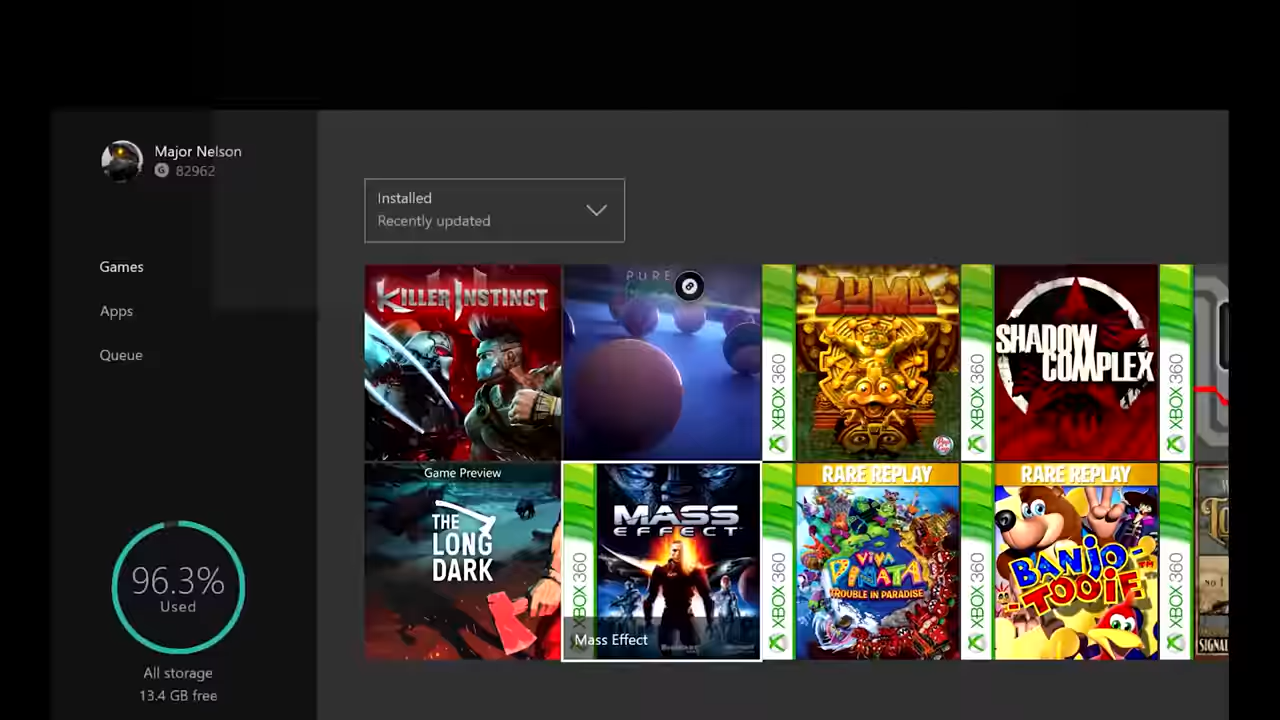 Major Nelson
G 82962
Installed
Recently updated
Games
Apps
Queue
96.3%
Used
All storage
13.4 GB free
KILLER INSTINCT
PURE
8
XBOX 360
ZUMA
XBOX 360
SHADOW
COMPLEX
XBOX 360
Game Preview
THE
LONG
DARK
XBOX 360
MASS
EFFECT
Mass Effect
XBOX 360
RARE REPLAY
VIVA
PIÑATA
TROUBLE IN PARADISE
XBOX 360
RARE REPLAY
BANJO-
TOOIE
XBOX 360
SIGNAL